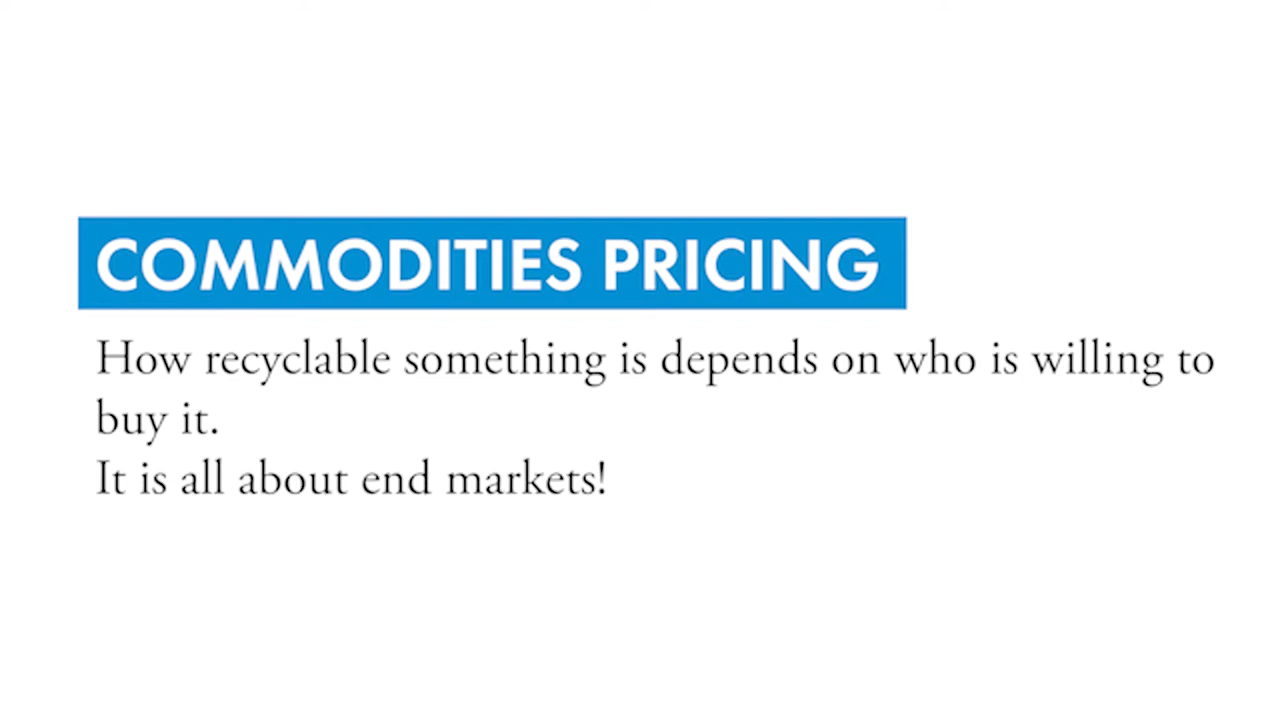 COMMODITIES PRICING
How recyclable something is depends on who is willing to
buy it.
It is all about end markets!